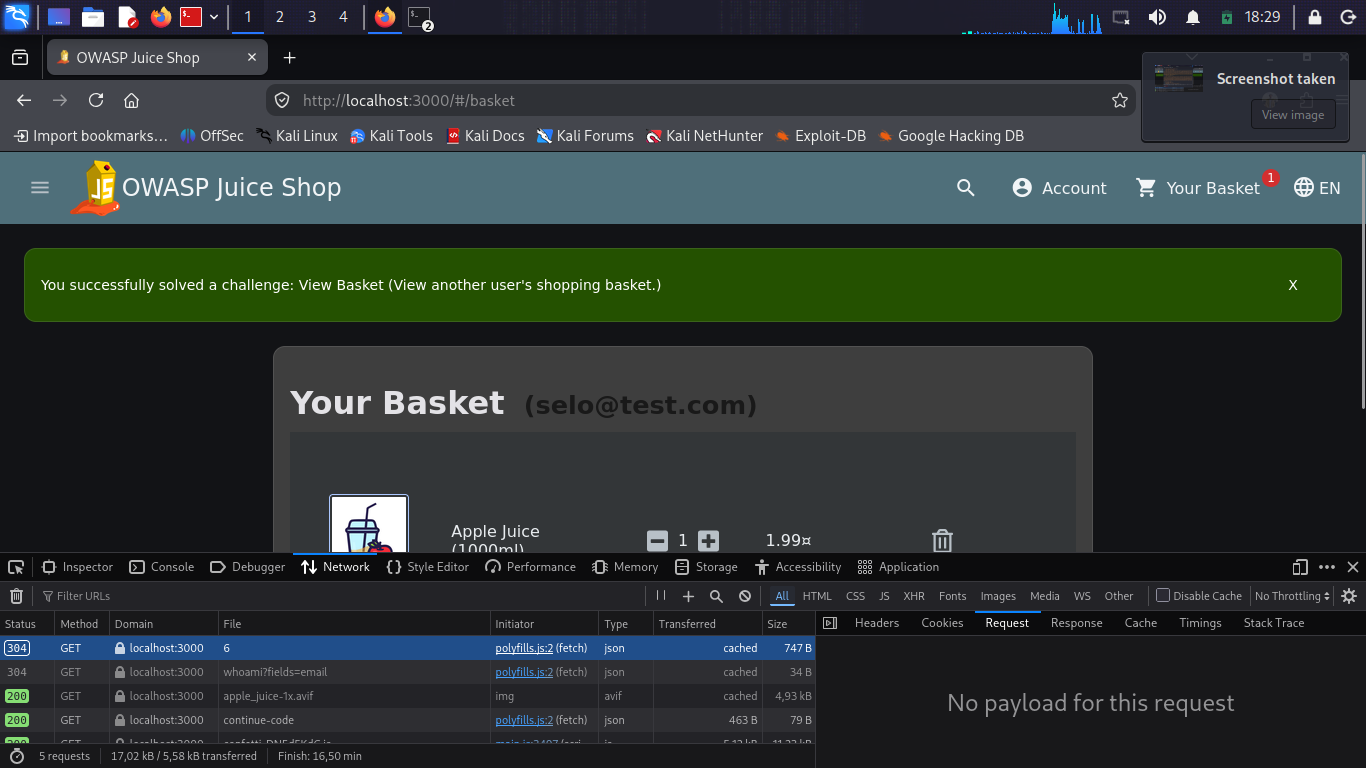 1 2 3 4 2 18:29
OWASP Juice Shop
Screenshot taken
View image
http://localhost:3000/#/basket
Import bookmarks… OffSec Kali Linux Kali Tools Kali Docs Kali Forums Kali NetHunter Exploit-DB Google Hacking DB
OWASP Juice Shop Account Your Basket 1 EN
You successfully solved a challenge: View Basket (View another user's shopping basket.) X
Your Basket (selo@test.com)
Apple Juice
(1000ml) 1 1.99¤
Inspector Console Debugger Network Style Editor Performance Memory Storage Accessibility Application
Filter URLs All HTML CSS JS XHR Fonts Images Media WS Other Disable Cache No Throttling
Status Method Domain File Initiator Type Transferred Size Headers Cookies Request Response Cache Timings Stack Trace
304 GET localhost:3000 6 polyfills.js:2 (fetch) json cached 747 B
304 GET localhost:3000 whoami?fields=email polyfills.js:2 (fetch) json cached 34 B
200 GET localhost:3000 apple_juice-1x.avif img avif cached 4,93 kB
200 GET localhost:3000 continue-code polyfills.js:2 (fetch) json 463 B 79 B
No payload for this request
5 requests 17,02 kB / 5,58 kB transferred Finish: 16,50 min